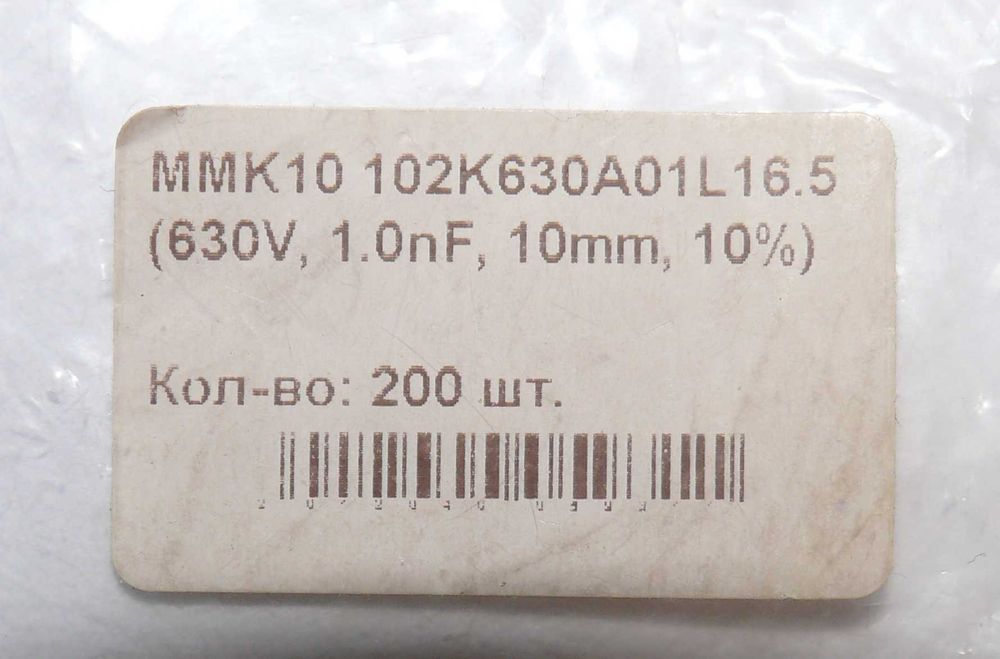 MMK10 102K630A01L16.5
(630V, 1.0nF, 10mm, 10%)
Кол-во: 200 шт.